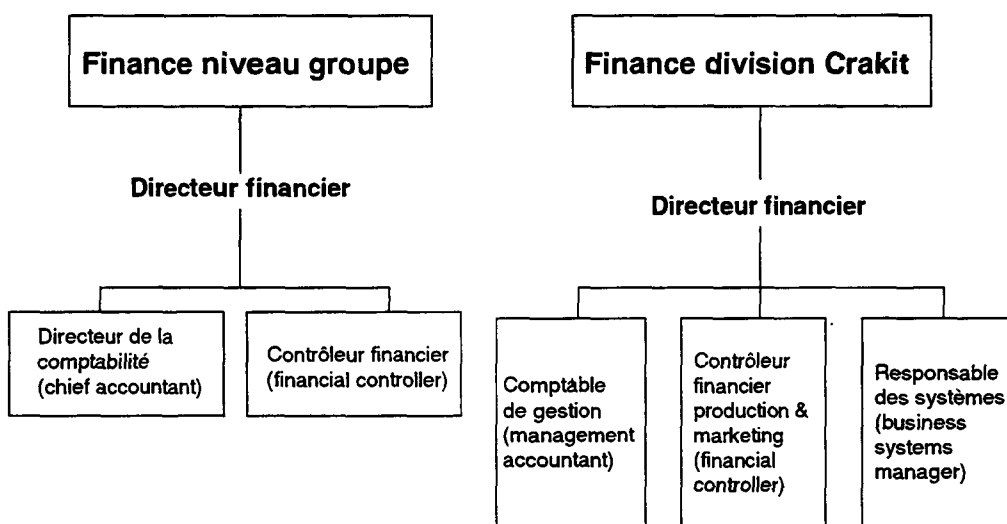 Finance niveau groupe
Directeur financier
Directeur de la
comptabilité
(chief accountant)
Contrôleur financier
(financial controller)
Finance division Crakit
Directeur financier
Comptable
de gestion
(management
accountant)
Contrôleur
financier
production &
marketing
(financial
controller)
Responsable
des systèmes
(business
systems
manager)